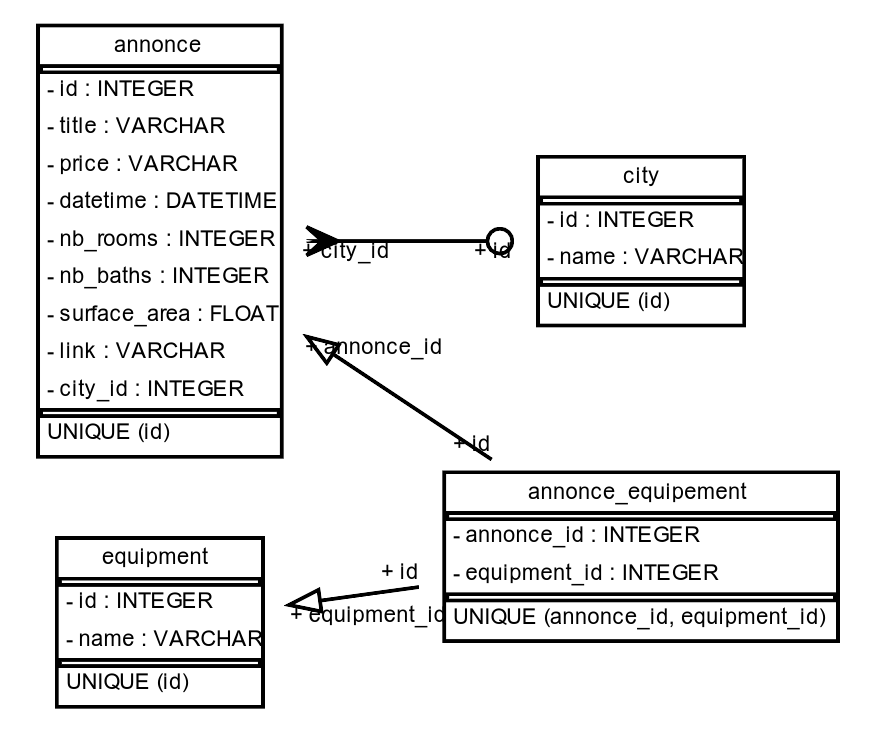 annonce
- id : INTEGER
- title : VARCHAR
- price : VARCHAR
- datetime : DATETIME
- nb_rooms : INTEGER
- nb_baths : INTEGER
- surface_area : FLOAT
- link : VARCHAR
- city_id : INTEGER
UNIQUE (id)
+ city_id
+ id
city
- id : INTEGER
- name : VARCHAR
UNIQUE (id)
+ annonce_id
+ id
annonce_equipement
- annonce_id : INTEGER
- equipment_id : INTEGER
UNIQUE (annonce_id, equipment_id)
+ id
+ equipment_id
equipment
- id : INTEGER
- name : VARCHAR
UNIQUE (id)